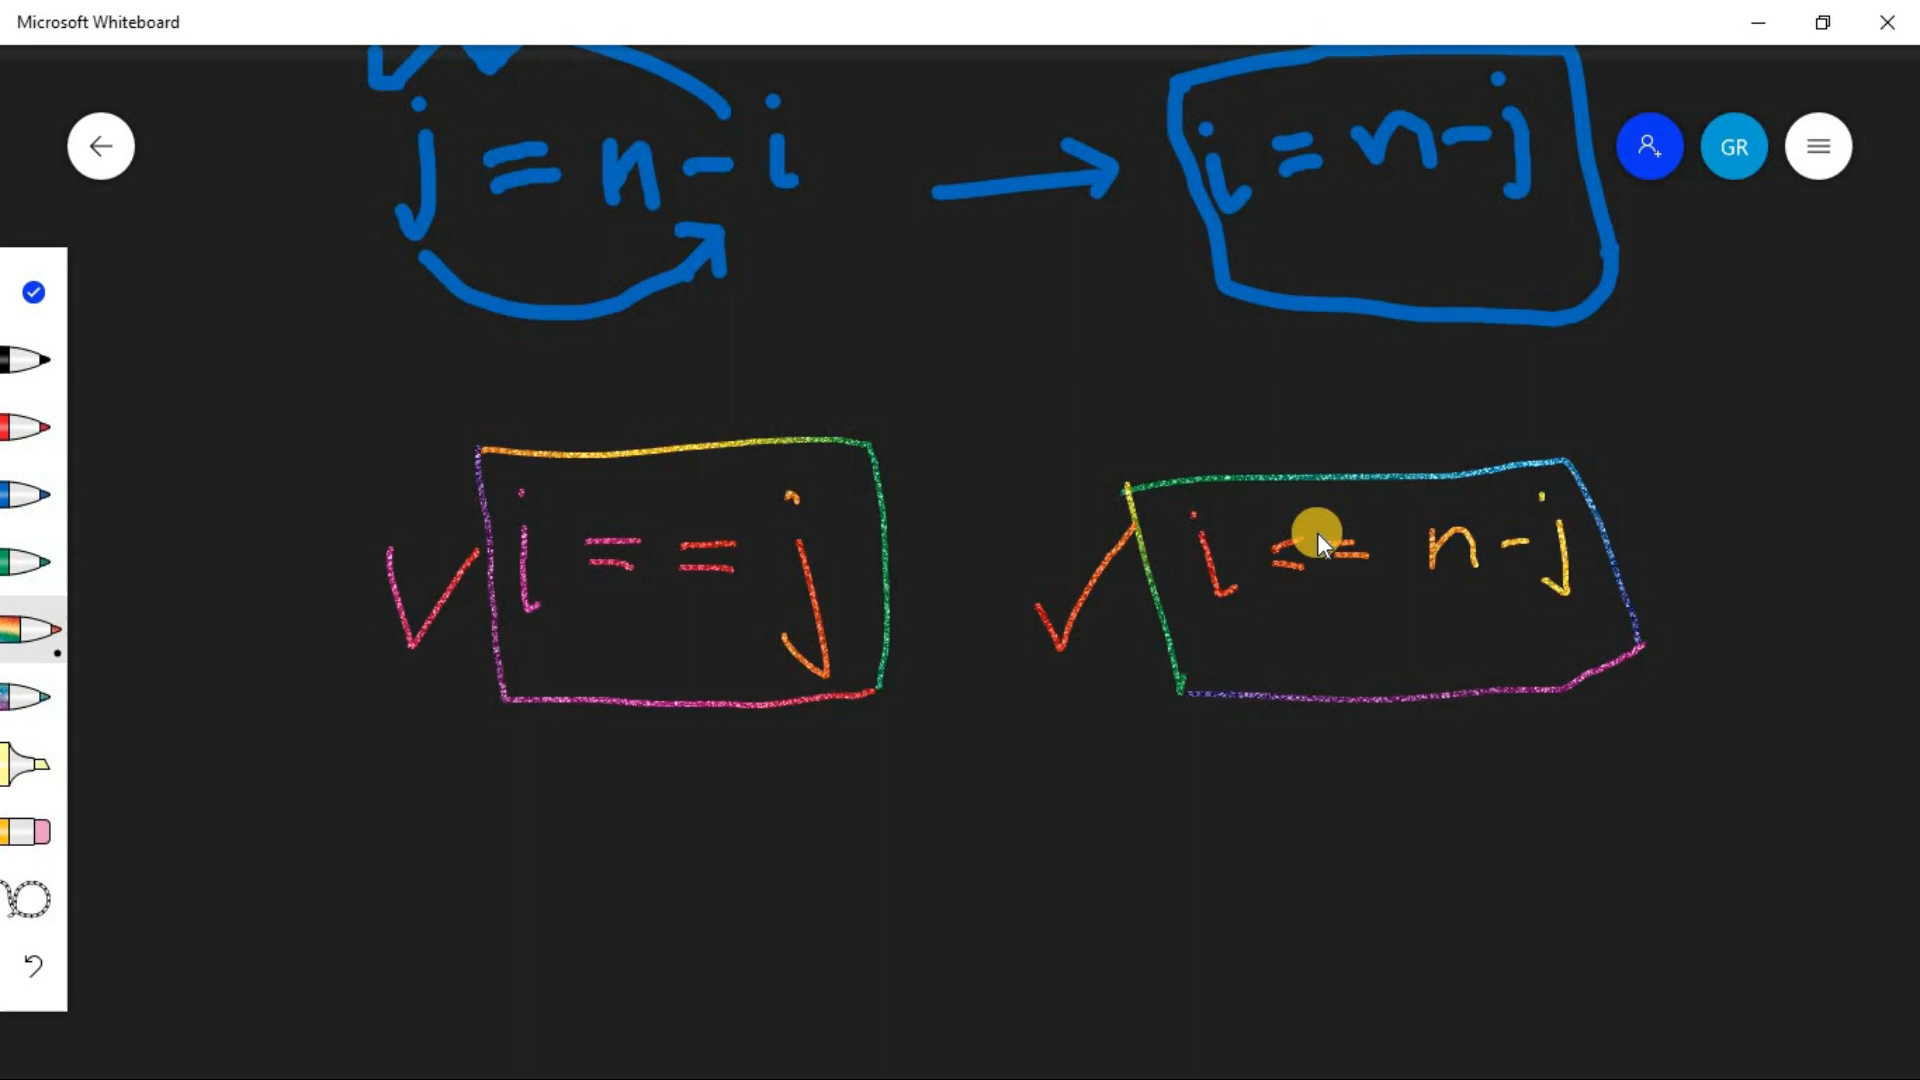 Microsoft Whiteboard
j = n - i → i = n - j
GR
✓ i = = j ✓ i = = n - j